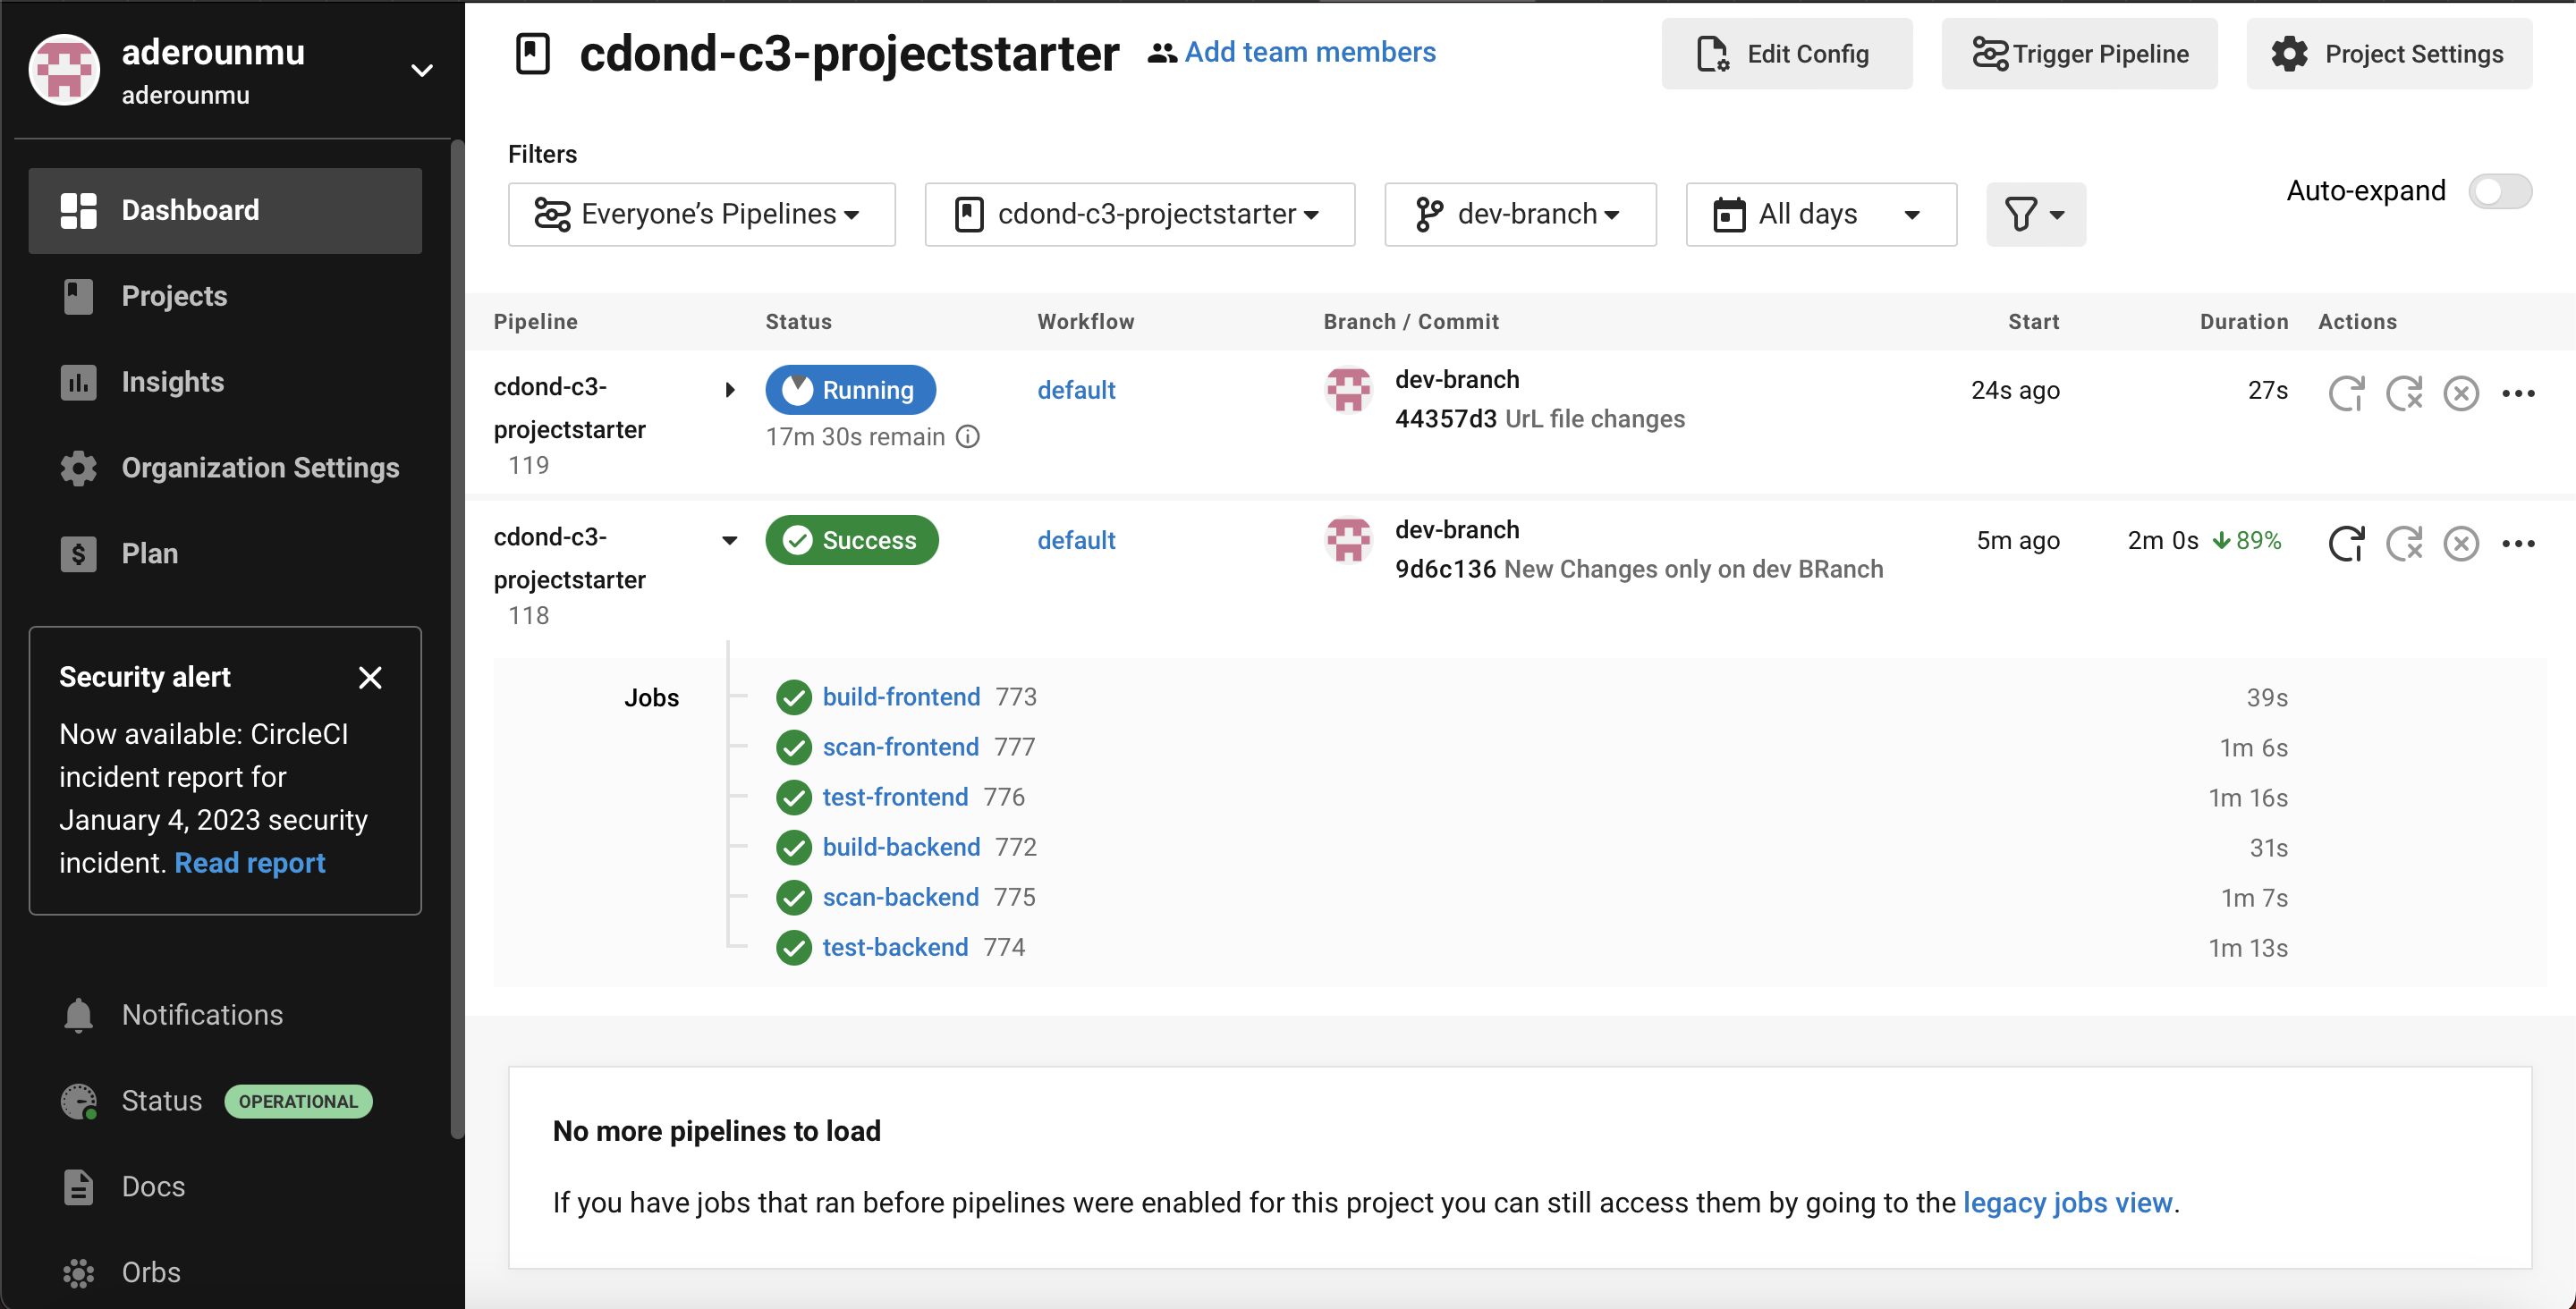 aderounmu
aderounmu
Dashboard
Projects
Insights
Organization Settings
Plan
Security alert
Now available: CircleCI
incident report for
January 4, 2023 security
incident. Read report
Notifications
Status OPERATIONAL
Docs
Orbs
cdond-c3-projectstarter Add team members Edit Config Trigger Pipeline Project Settings
Filters
Everyone’s Pipelines cdond-c3-projectstarter dev-branch All days Auto-expand
Pipeline Status Workflow Branch / Commit Start Duration Actions
cdond-c3- Running default dev-branch 24s ago 27s
projectstarter 17m 30s remain 44357d3 UrL file changes
119
cdond-c3- Success default dev-branch 5m ago 2m 0s 89%
projectstarter 9d6c136 New Changes only on dev BRanch
118
Jobs build-frontend 773 39s
scan-frontend 777 1m 6s
test-frontend 776 1m 16s
build-backend 772 31s
scan-backend 775 1m 7s
test-backend 774 1m 13s
No more pipelines to load
If you have jobs that ran before pipelines were enabled for this project you can still access them by going to the legacy jobs view.